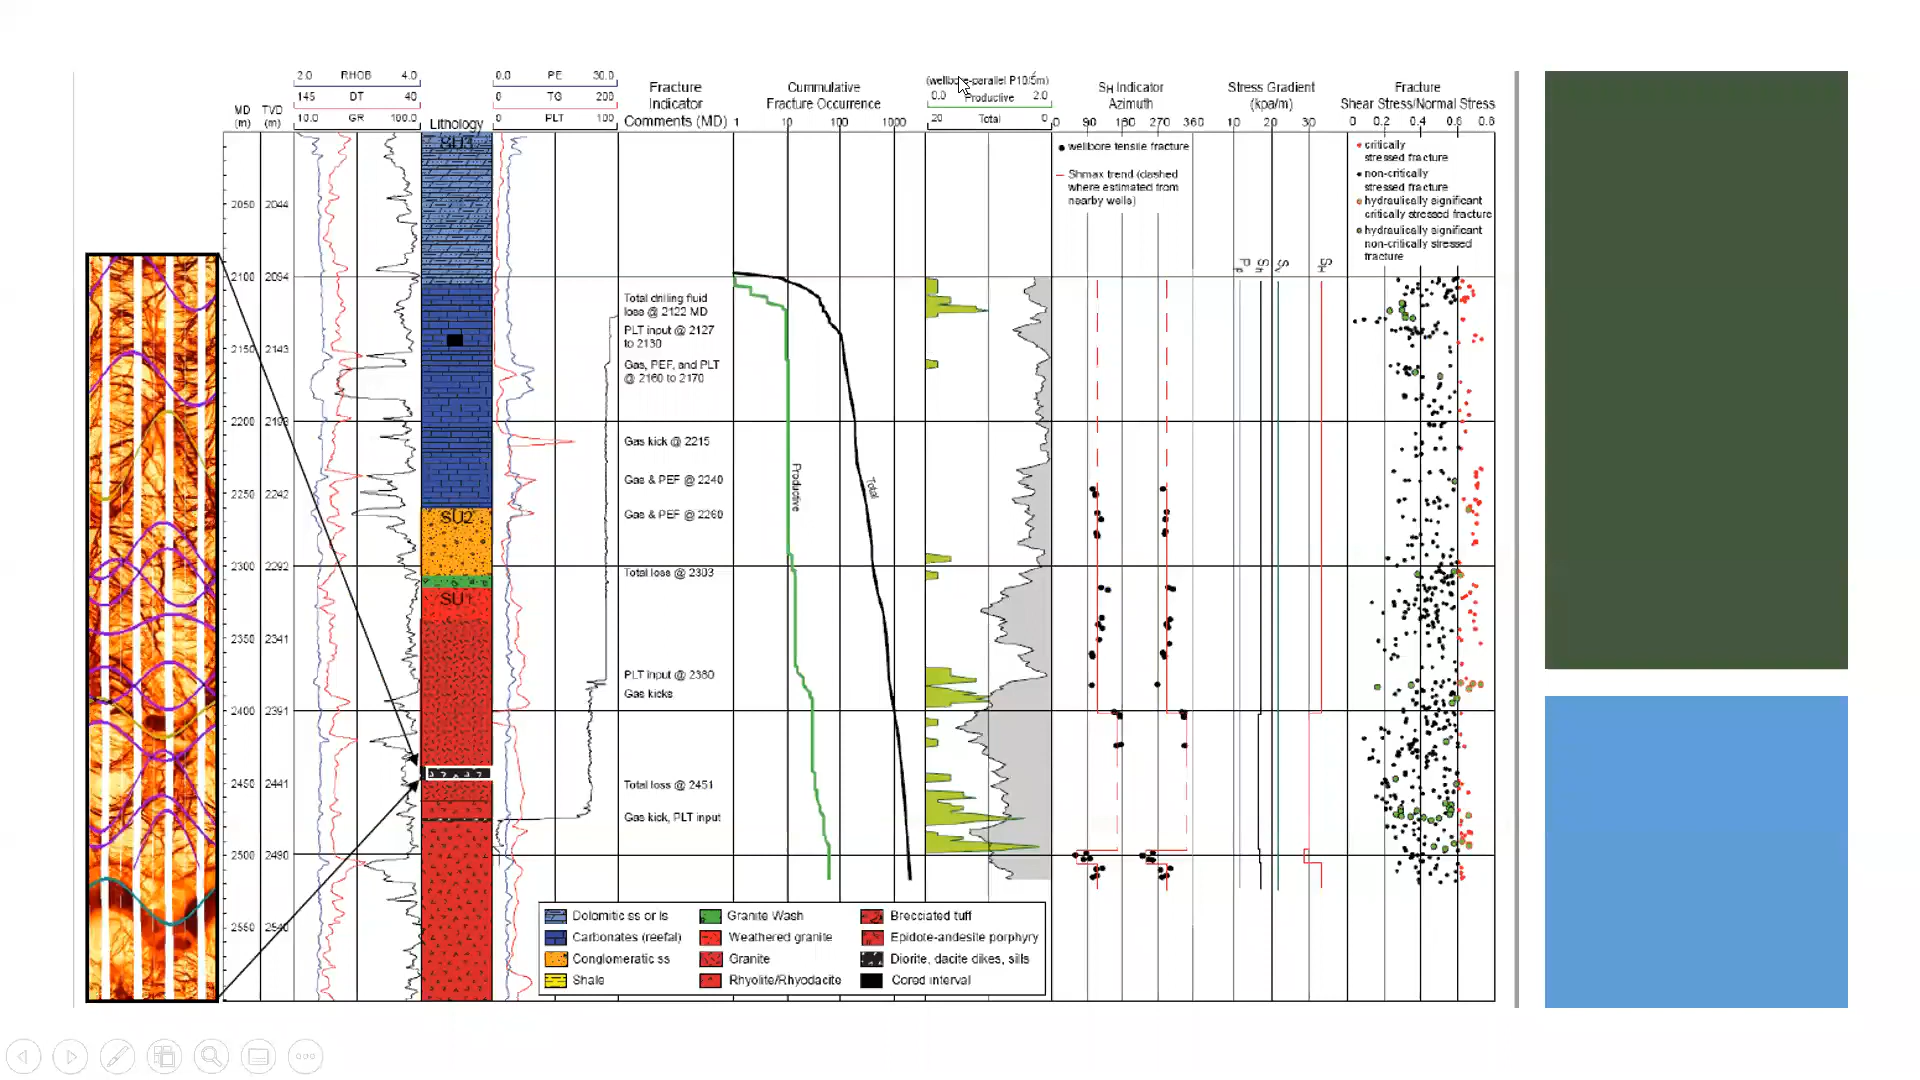 2.0 RHOB 4.0
145 DT 40
10.0 GR 100.0
MD
(m)
TVD
(m)
Lithology
0.0 PE 30.0
0 TG 200
0 PLT 100
Fracture
Indicator
Comments (MD)
Cummulative
Fracture Occurrence
1 10 100 1000
(wellbore-parallel P10/5m)
0.0 Productive 2.0
20 Total 0
SH Indicator
Azimuth
0 90 180 270 360
Stress Gradient
(kpa/m)
10 20 30
Fracture
Shear Stress/Normal Stress
0 0.2 0.4 0.6 0.8
SU3
wellbore tensile fracture
Shmax trend (dashed
where estimated from
nearby wells)
critically
stressed fracture
non-critically
stressed fracture
hydraulically significant
critically stressed fracture
hydraulically significant
non-critically stressed
fracture
2050 2044
2100 2094
2150 2143
2200 2193
2250 2242
2300 2292
2350 2341
2400 2391
2450 2441
2500 2490
2550 2540
Pp Sh Sv SH
Total drilling fluid
loss @ 2122 MD
PLT input @ 2127
to 2130
Gas, PEF, and PLT
@ 2160 to 2170
Gas kick @ 2215
Gas & PEF @ 2240
Gas & PEF @ 2260
Total loss @ 2303
PLT input @ 2380
Gas kicks
Total loss @ 2451
Gas kick, PLT input
Productive
Total
SU2
SU1
Dolomitic ss or ls
Carbonates (reefal)
Conglomeratic ss
Shale
Granite Wash
Weathered granite
Granite
Rhyolite/Rhyodacite
Brecciated tuff
Epidote-andesite porphyry
Diorite, dacite dikes, sills
Cored interval